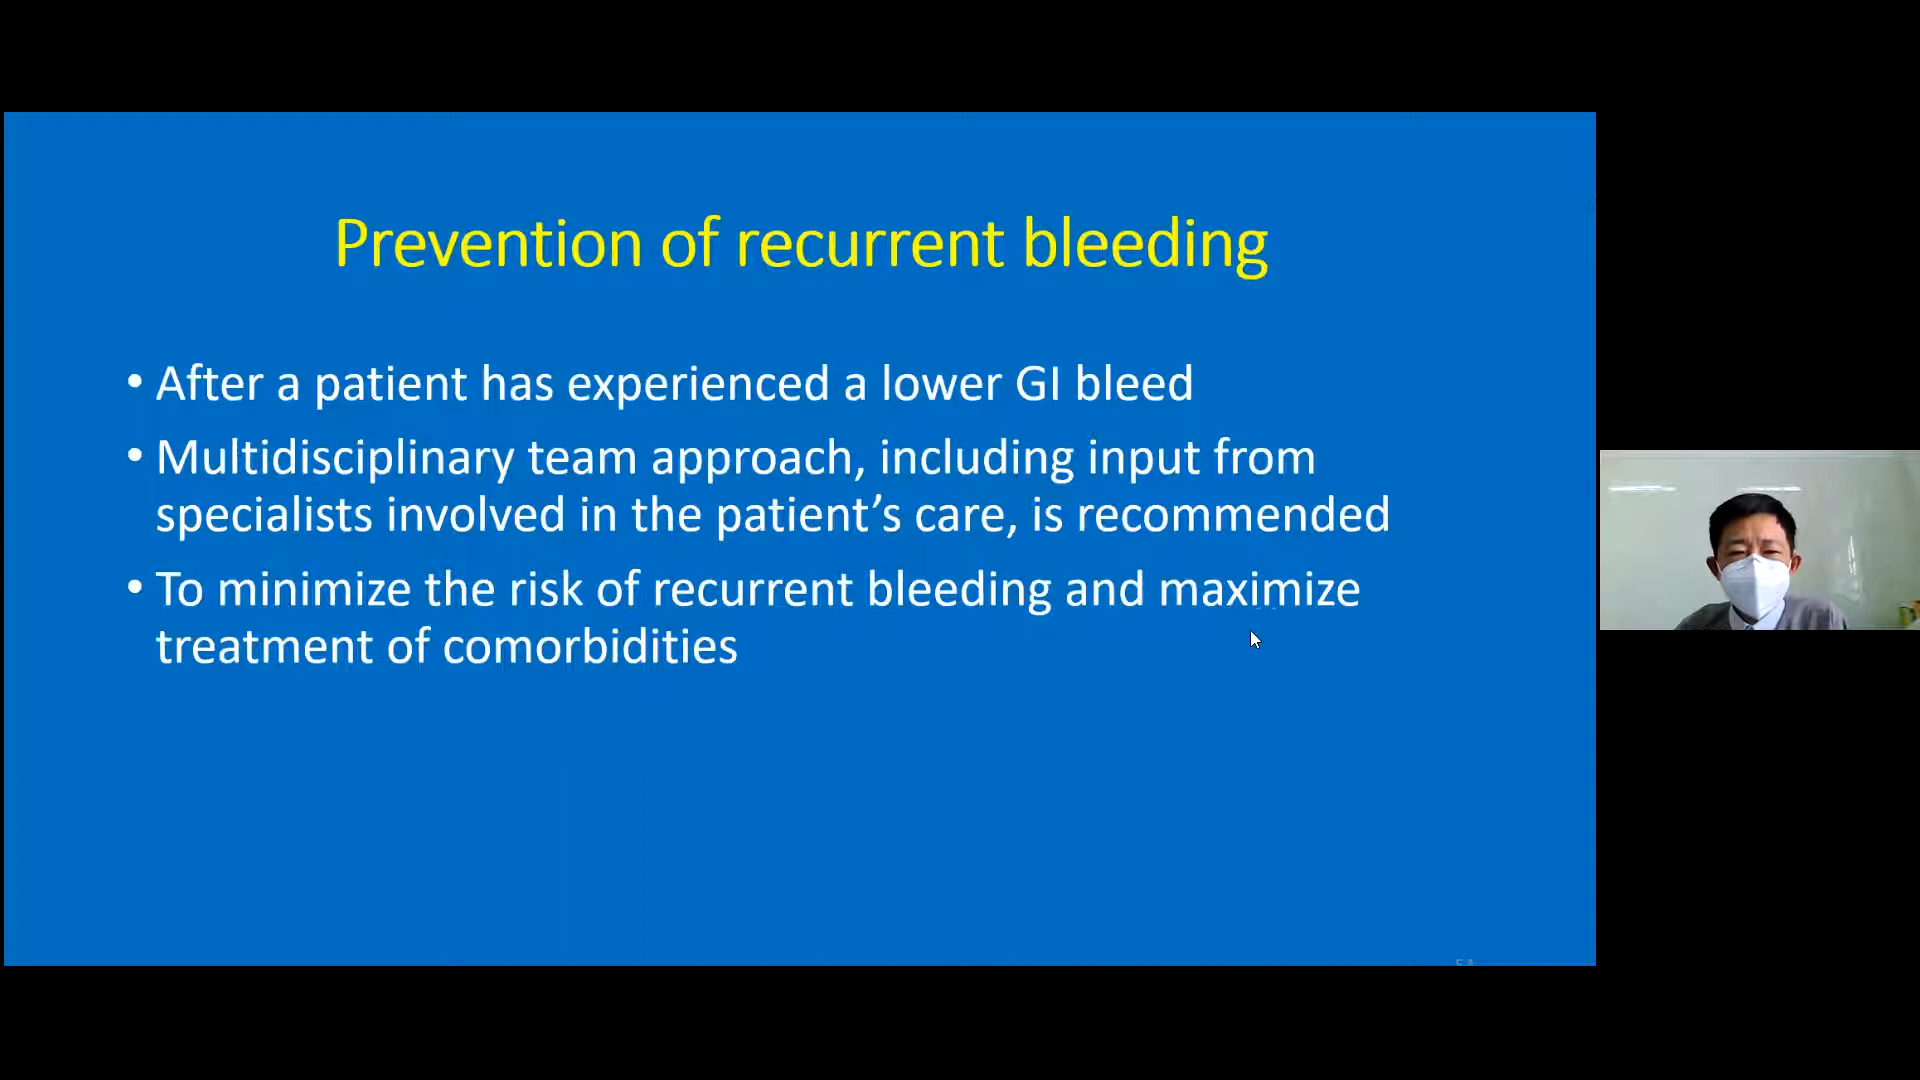 Prevention of recurrent bleeding
• After a patient has experienced a lower GI bleed
• Multidisciplinary team approach, including input from
specialists involved in the patient’s care, is recommended
• To minimize the risk of recurrent bleeding and maximize
treatment of comorbidities